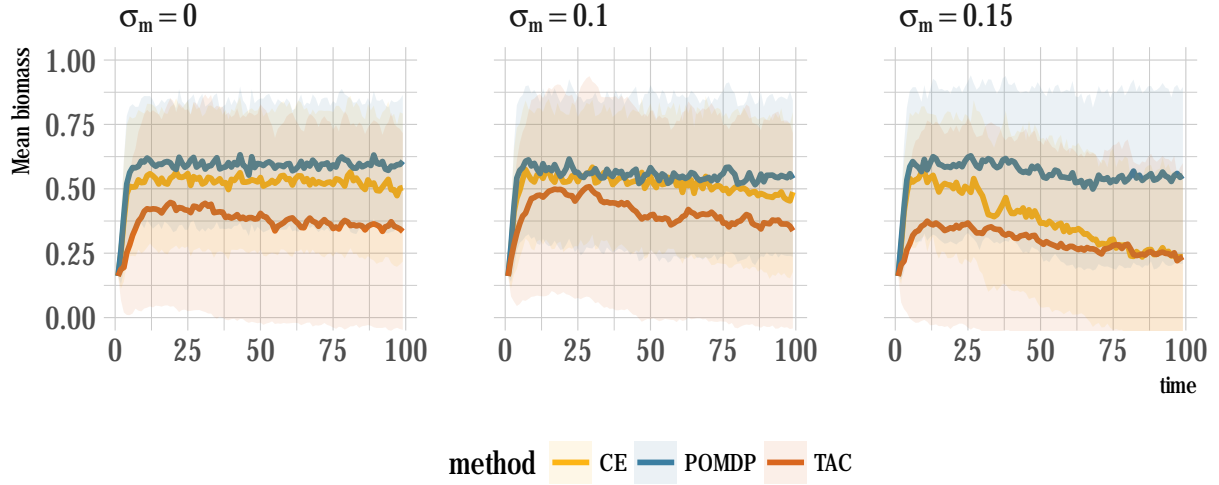 σm = 0
σm = 0.1
σm = 0.15
Mean biomass
1.00
0.75
0.50
0.25
0.00
0 25 50 75 100
0 25 50 75 100
0 25 50 75 100
time
method CE POMDP TAC